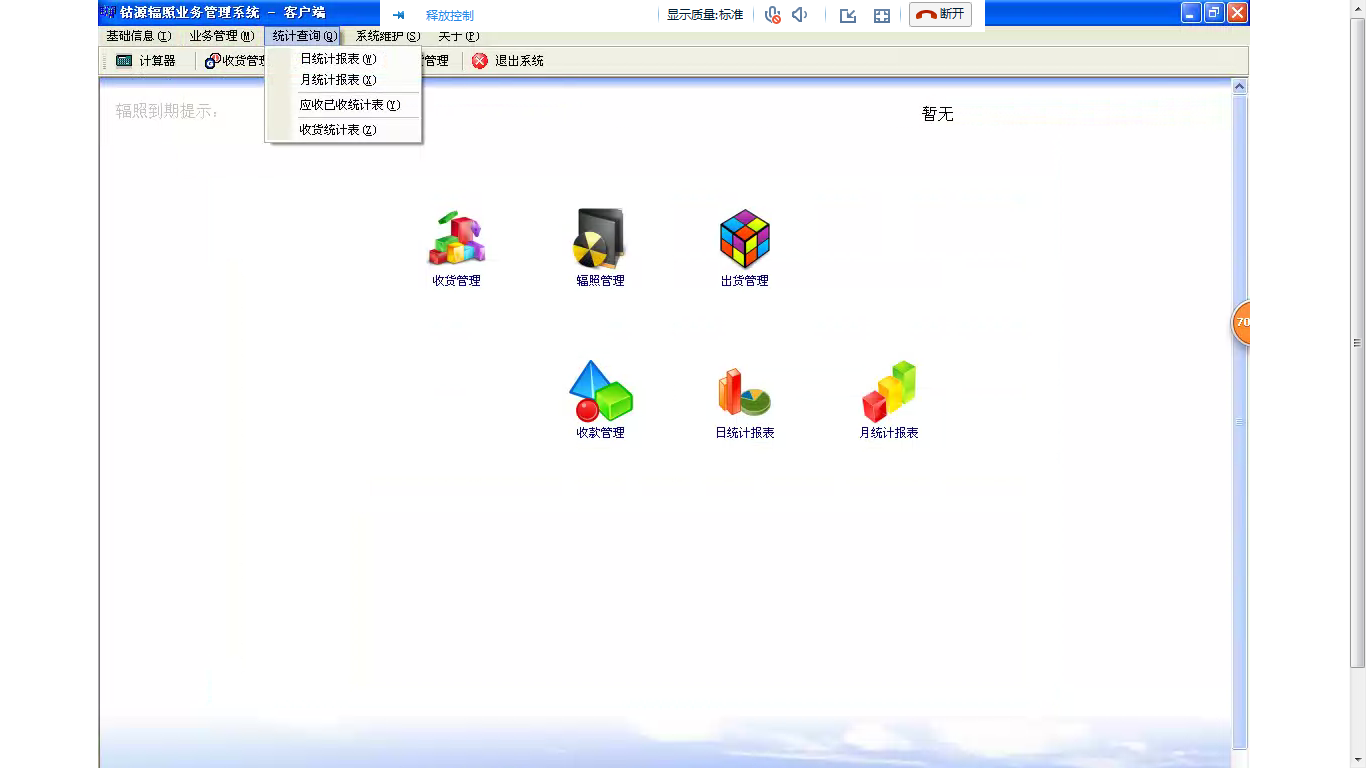 钴源辐照业务管理系统 - 客户端
释放控制
显示质量:标准
断开
基础信息(I) 业务管理(M) 统计查询(Q) 系统维护(S) 关于(P)
计算器 收货管理 管理 退出系统
日统计报表(W)
月统计报表(X)
应收已收统计表(Y)
收货统计表(Z)
辐照到期提示:
暂无
收货管理 辐照管理 出货管理
70
收款管理 日统计报表 月统计报表